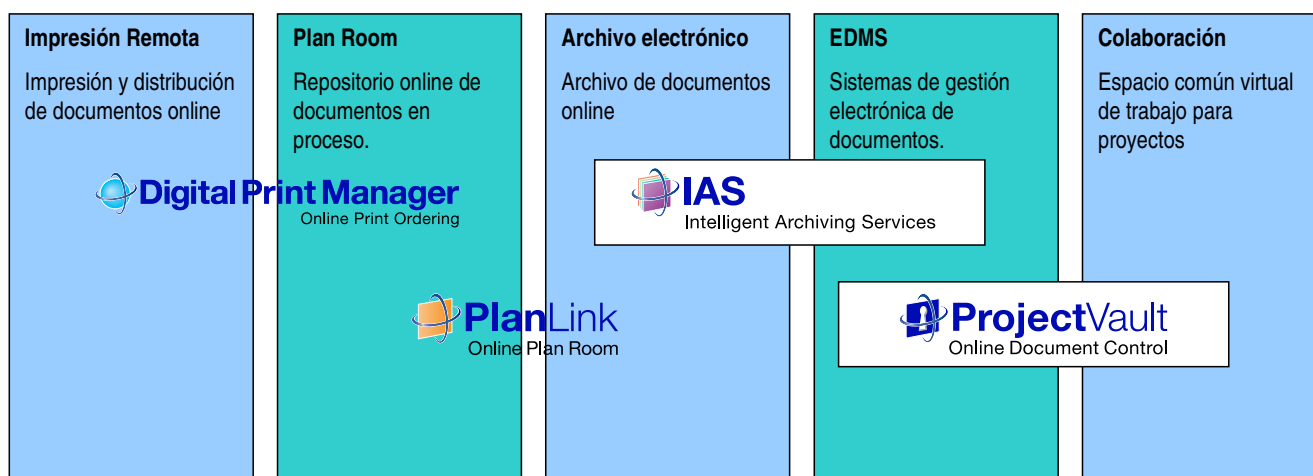 Impresión Remota
Impresión y distribución
de documentos online
Plan Room
Repositorio online de
documentos en
proceso.
Archivo electrónico
Archivo de documentos
online
EDMS
Sistemas de gestión
electrónica de
documentos.
Colaboración
Espacio común virtual
de trabajo para
proyectos
Digital Print Manager
Online Print Ordering
IAS
Intelligent Archiving Services
PlanLink
Online Plan Room
ProjectVault
Online Document Control